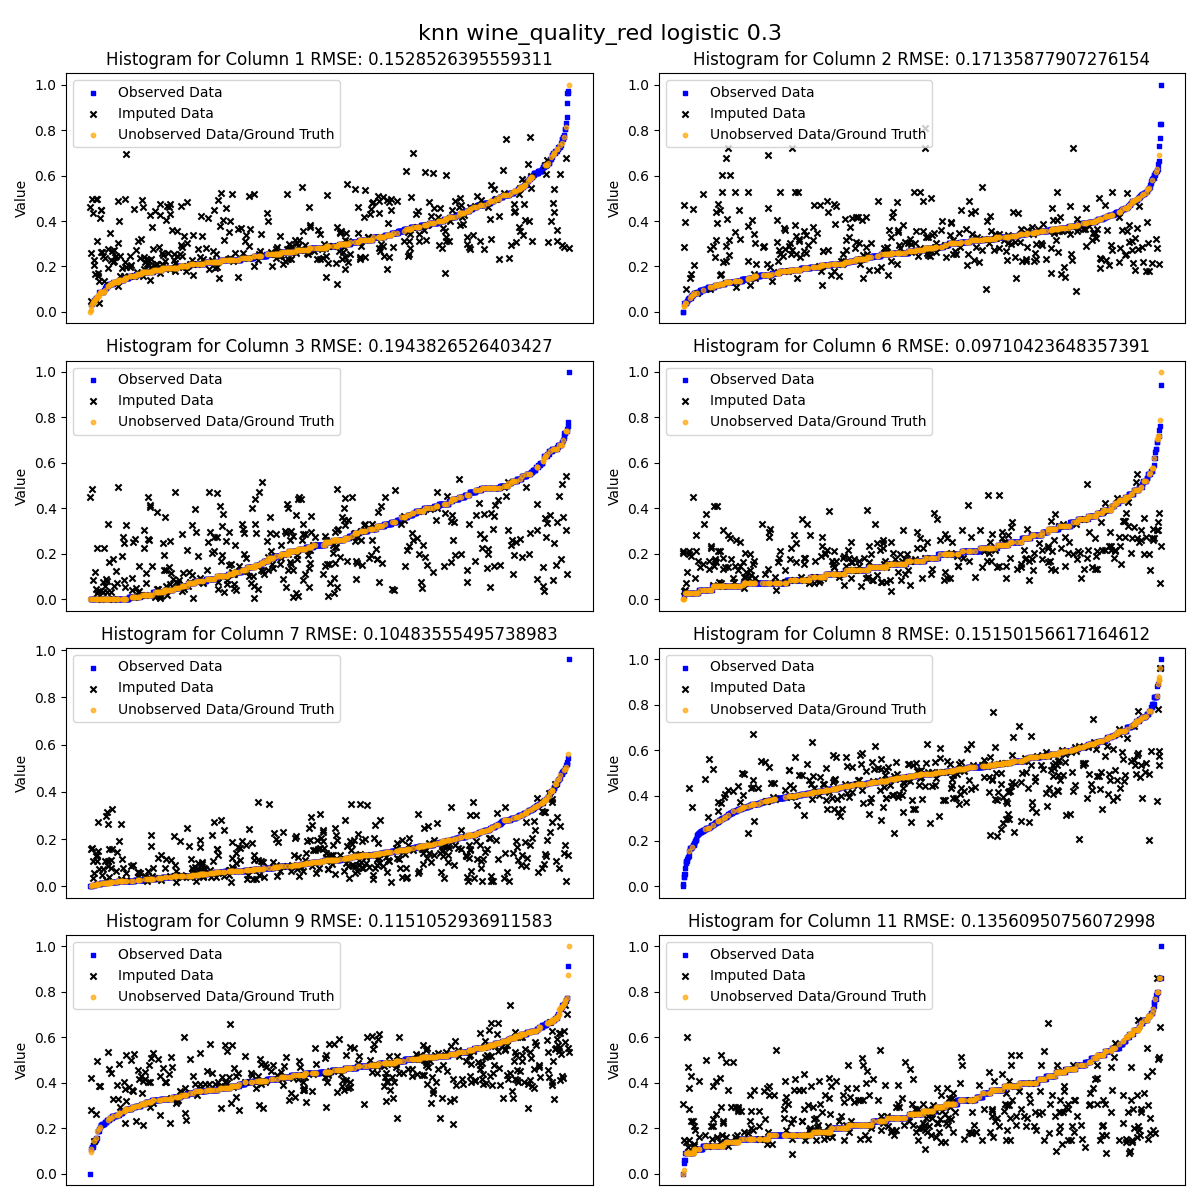 knn wine_quality_red logistic 0.3
Histogram for Column 1 RMSE: 0.1528526395559311
Observed Data
Imputed Data
Unobserved Data/Ground Truth
Value
1.0
0.8
0.6
0.4
0.2
0.0
Histogram for Column 2 RMSE: 0.17135877907276154
Observed Data
Imputed Data
Unobserved Data/Ground Truth
Value
1.0
0.8
0.6
0.4
0.2
0.0
Histogram for Column 3 RMSE: 0.1943826526403427
Observed Data
Imputed Data
Unobserved Data/Ground Truth
Value
1.0
0.8
0.6
0.4
0.2
0.0
Histogram for Column 6 RMSE: 0.09710423648357391
Observed Data
Imputed Data
Unobserved Data/Ground Truth
Value
1.0
0.8
0.6
0.4
0.2
0.0
Histogram for Column 7 RMSE: 0.10483555495738983
Observed Data
Imputed Data
Unobserved Data/Ground Truth
Value
1.0
0.8
0.6
0.4
0.2
0.0
Histogram for Column 8 RMSE: 0.15150156617164612
Observed Data
Imputed Data
Unobserved Data/Ground Truth
Value
1.0
0.8
0.6
0.4
0.2
0.0
Histogram for Column 9 RMSE: 0.1151052936911583
Observed Data
Imputed Data
Unobserved Data/Ground Truth
Value
1.0
0.8
0.6
0.4
0.2
0.0
Histogram for Column 11 RMSE: 0.13560950756072998
Observed Data
Imputed Data
Unobserved Data/Ground Truth
Value
1.0
0.8
0.6
0.4
0.2
0.0